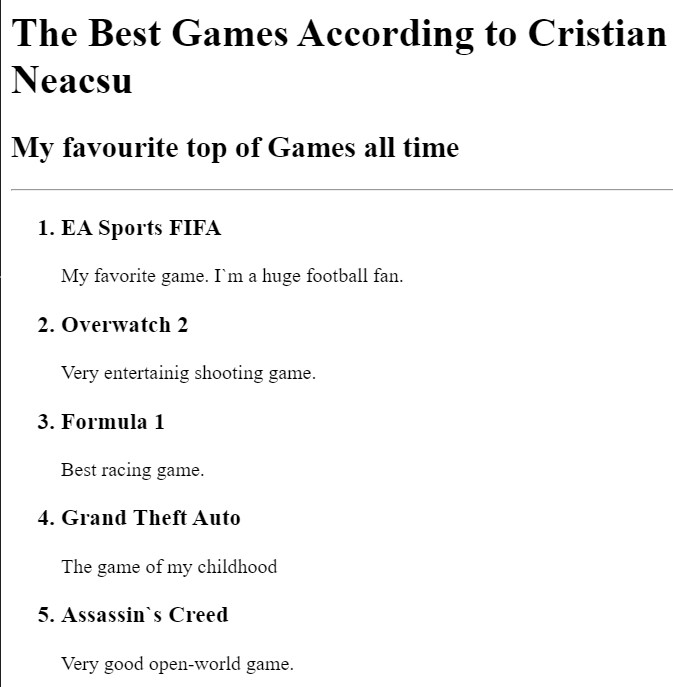 The Best Games According to Cristian
Neacsu
My favourite top of Games all time
1. EA Sports FIFA
My favorite game. I`m a huge football fan.
2. Overwatch 2
Very entertainig shooting game.
3. Formula 1
Best racing game.
4. Grand Theft Auto
The game of my childhood
5. Assassin`s Creed
Very good open-world game.